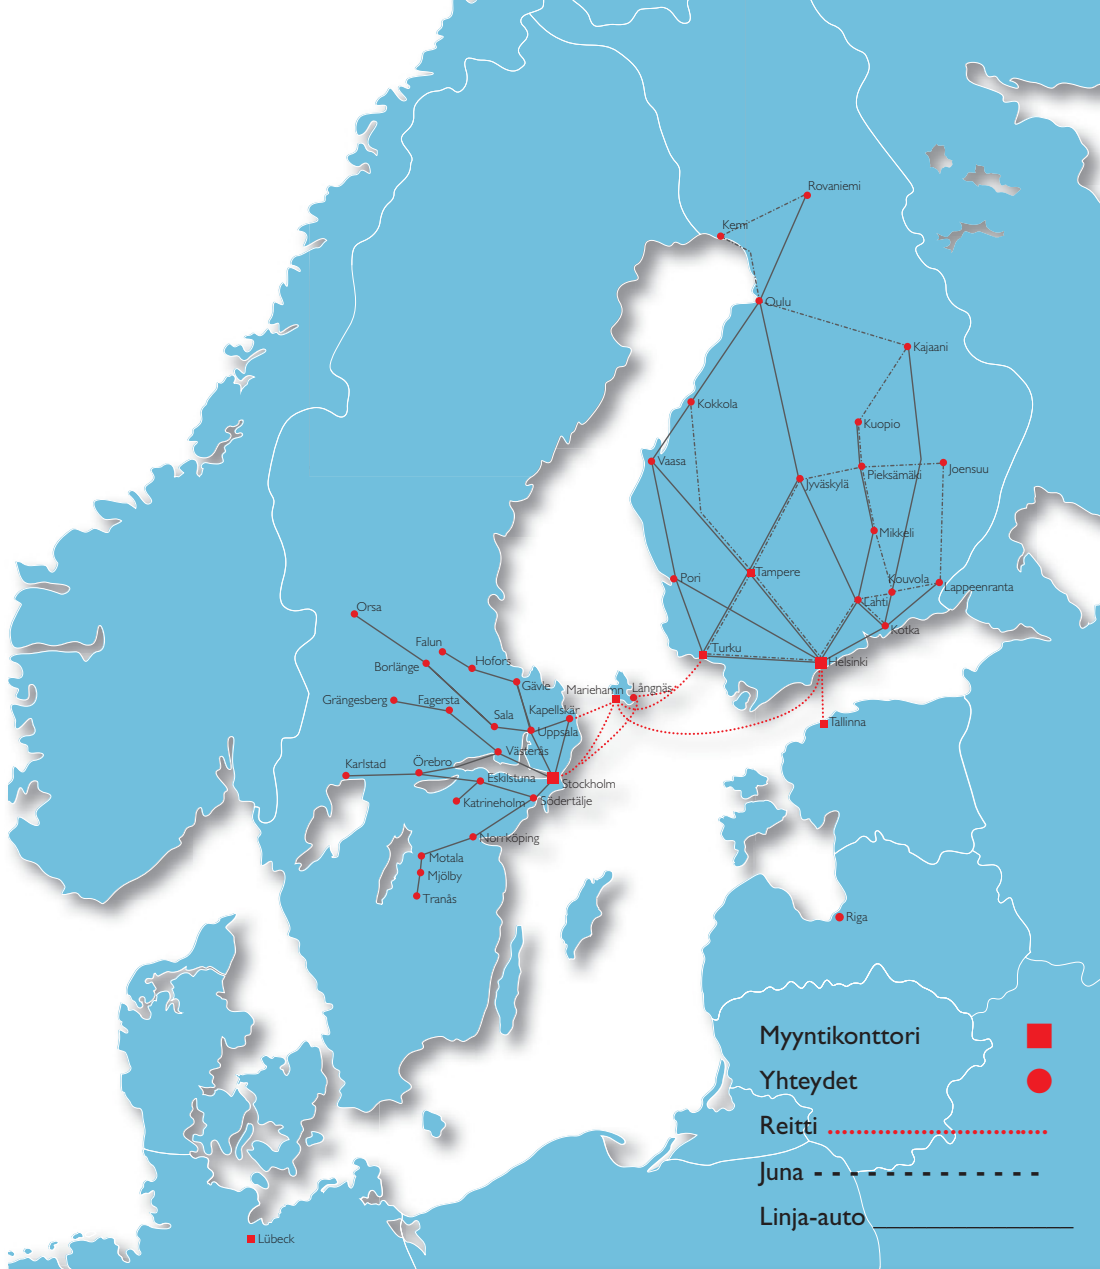 Rovaniemi
Kemi
Oulu
Kajaani
Kokkola
Kuopio
Vaasa
Joensuu
Pieksämäki
Jyväskylä
Mikkeli
Tampere
Pori
Kouvola
Lappeenranta
Lahti
Orsa
Kotka
Falun
Turku
Hofors
Borlänge
Helsinki
Gävle
Mariehamn
Långnäs
Grängesberg
Fagersta
Kapellskär
Sala
Tallinna
Uppsala
Västerås
Karlstad
Örebro
Eskilstuna
Stockholm
Katrineholm
Södertälje
Norrköping
Motala
Mjölby
Tranås
Riga
Myyntikonttori
Yhteydet
Reitti
Juna
Linja-auto
Lübeck